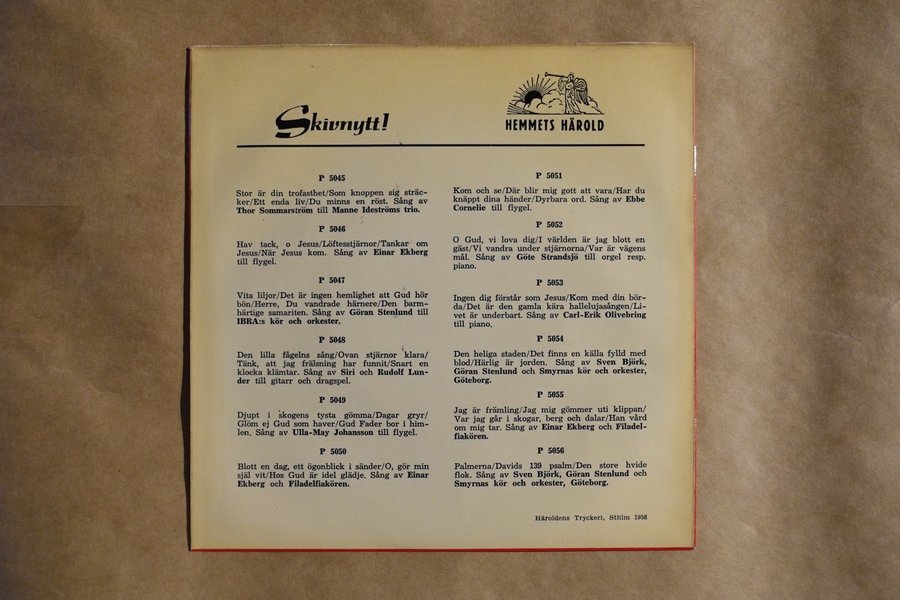 Skivnytt!
HEMMETS HÄROLD
P 5045
Stor är din trofasthet/Som knoppen sig sträc-
ker/Ett enda liv/Du minns en röst. Sång av
Thor Sommarström till Manne Ideströms trio.
P 5046
Hav tack, o Jesus/Löftesstjärnor/Tankar om
Jesus/När Jesus kom. Sång av Einar Ekberg
till flygel.
P 5047
Vita liljor/Det är ingen hemlighet att Gud hör
bön/Herre, Du vandrade härnere/Den barm-
härtige samariten. Sång av Göran Stenlund till
IBRA:s kör och orkester.
P 5048
Den lilla fågelns sång/Ovan stjärnor klara/
Tänk, att jag frälsning har funnit/Snart en
klocka klämtar. Sång av Siri och Rudolf Lun-
der till gitarr och dragspel.
P 5049
Djupt i skogens tysta gömma/Dagar gry/
Glöm ej Gud som haver/Gud Fader bor i him-
len. Sång av Ulla-May Johansson till flygel.
P 5050
Blott en dag, ett ögonblick i sänder/O, gör min
själ vit/Hos Gud är idel glädje. Sång av Einar
Ekberg och Filadelfiakören.
P 5051
Kom och se/Där blir mig gott att vara/Har du
knäppt dina händer/Dyrbara ord. Sång av Ebbe
Cornelie till flygel.
P 5052
O Gud, vi lova dig/I världen är jag blott en
gäst/Vi vandra under stjärnorna/Var är vägens
mål. Sång av Göte Strandsjö till orgel resp.
piano.
P 5053
Ingen dig förstår som Jesus/Kom med din bör-
da/Det är den gamla kära hallelujasången/Li-
vet är underbart. Sång av Carl-Erik Olivebring
till piano.
P 5054
Den heliga staden/Det finns en källa fylld med
blod/Härlig är jorden. Sång av Sven Björk,
Göran Stenlund och Smyrnas kör och orkester,
Göteborg.
P 5055
Jag är främling/Jag mig gömmer uti klippan/
Var jag går i skogar, berg och dalar/Han vård
om mig tar. Sång av Einar Ekberg och Filadel-
fiakören.
P 5056
Palmerna/Davids 139 psalm/Den store hvide
flok. Sång av Sven Björk, Göran Stenlund och
Smyrnas kör och orkester, Göteborg.
Häroldens Tryckeri, Sthlm 1958